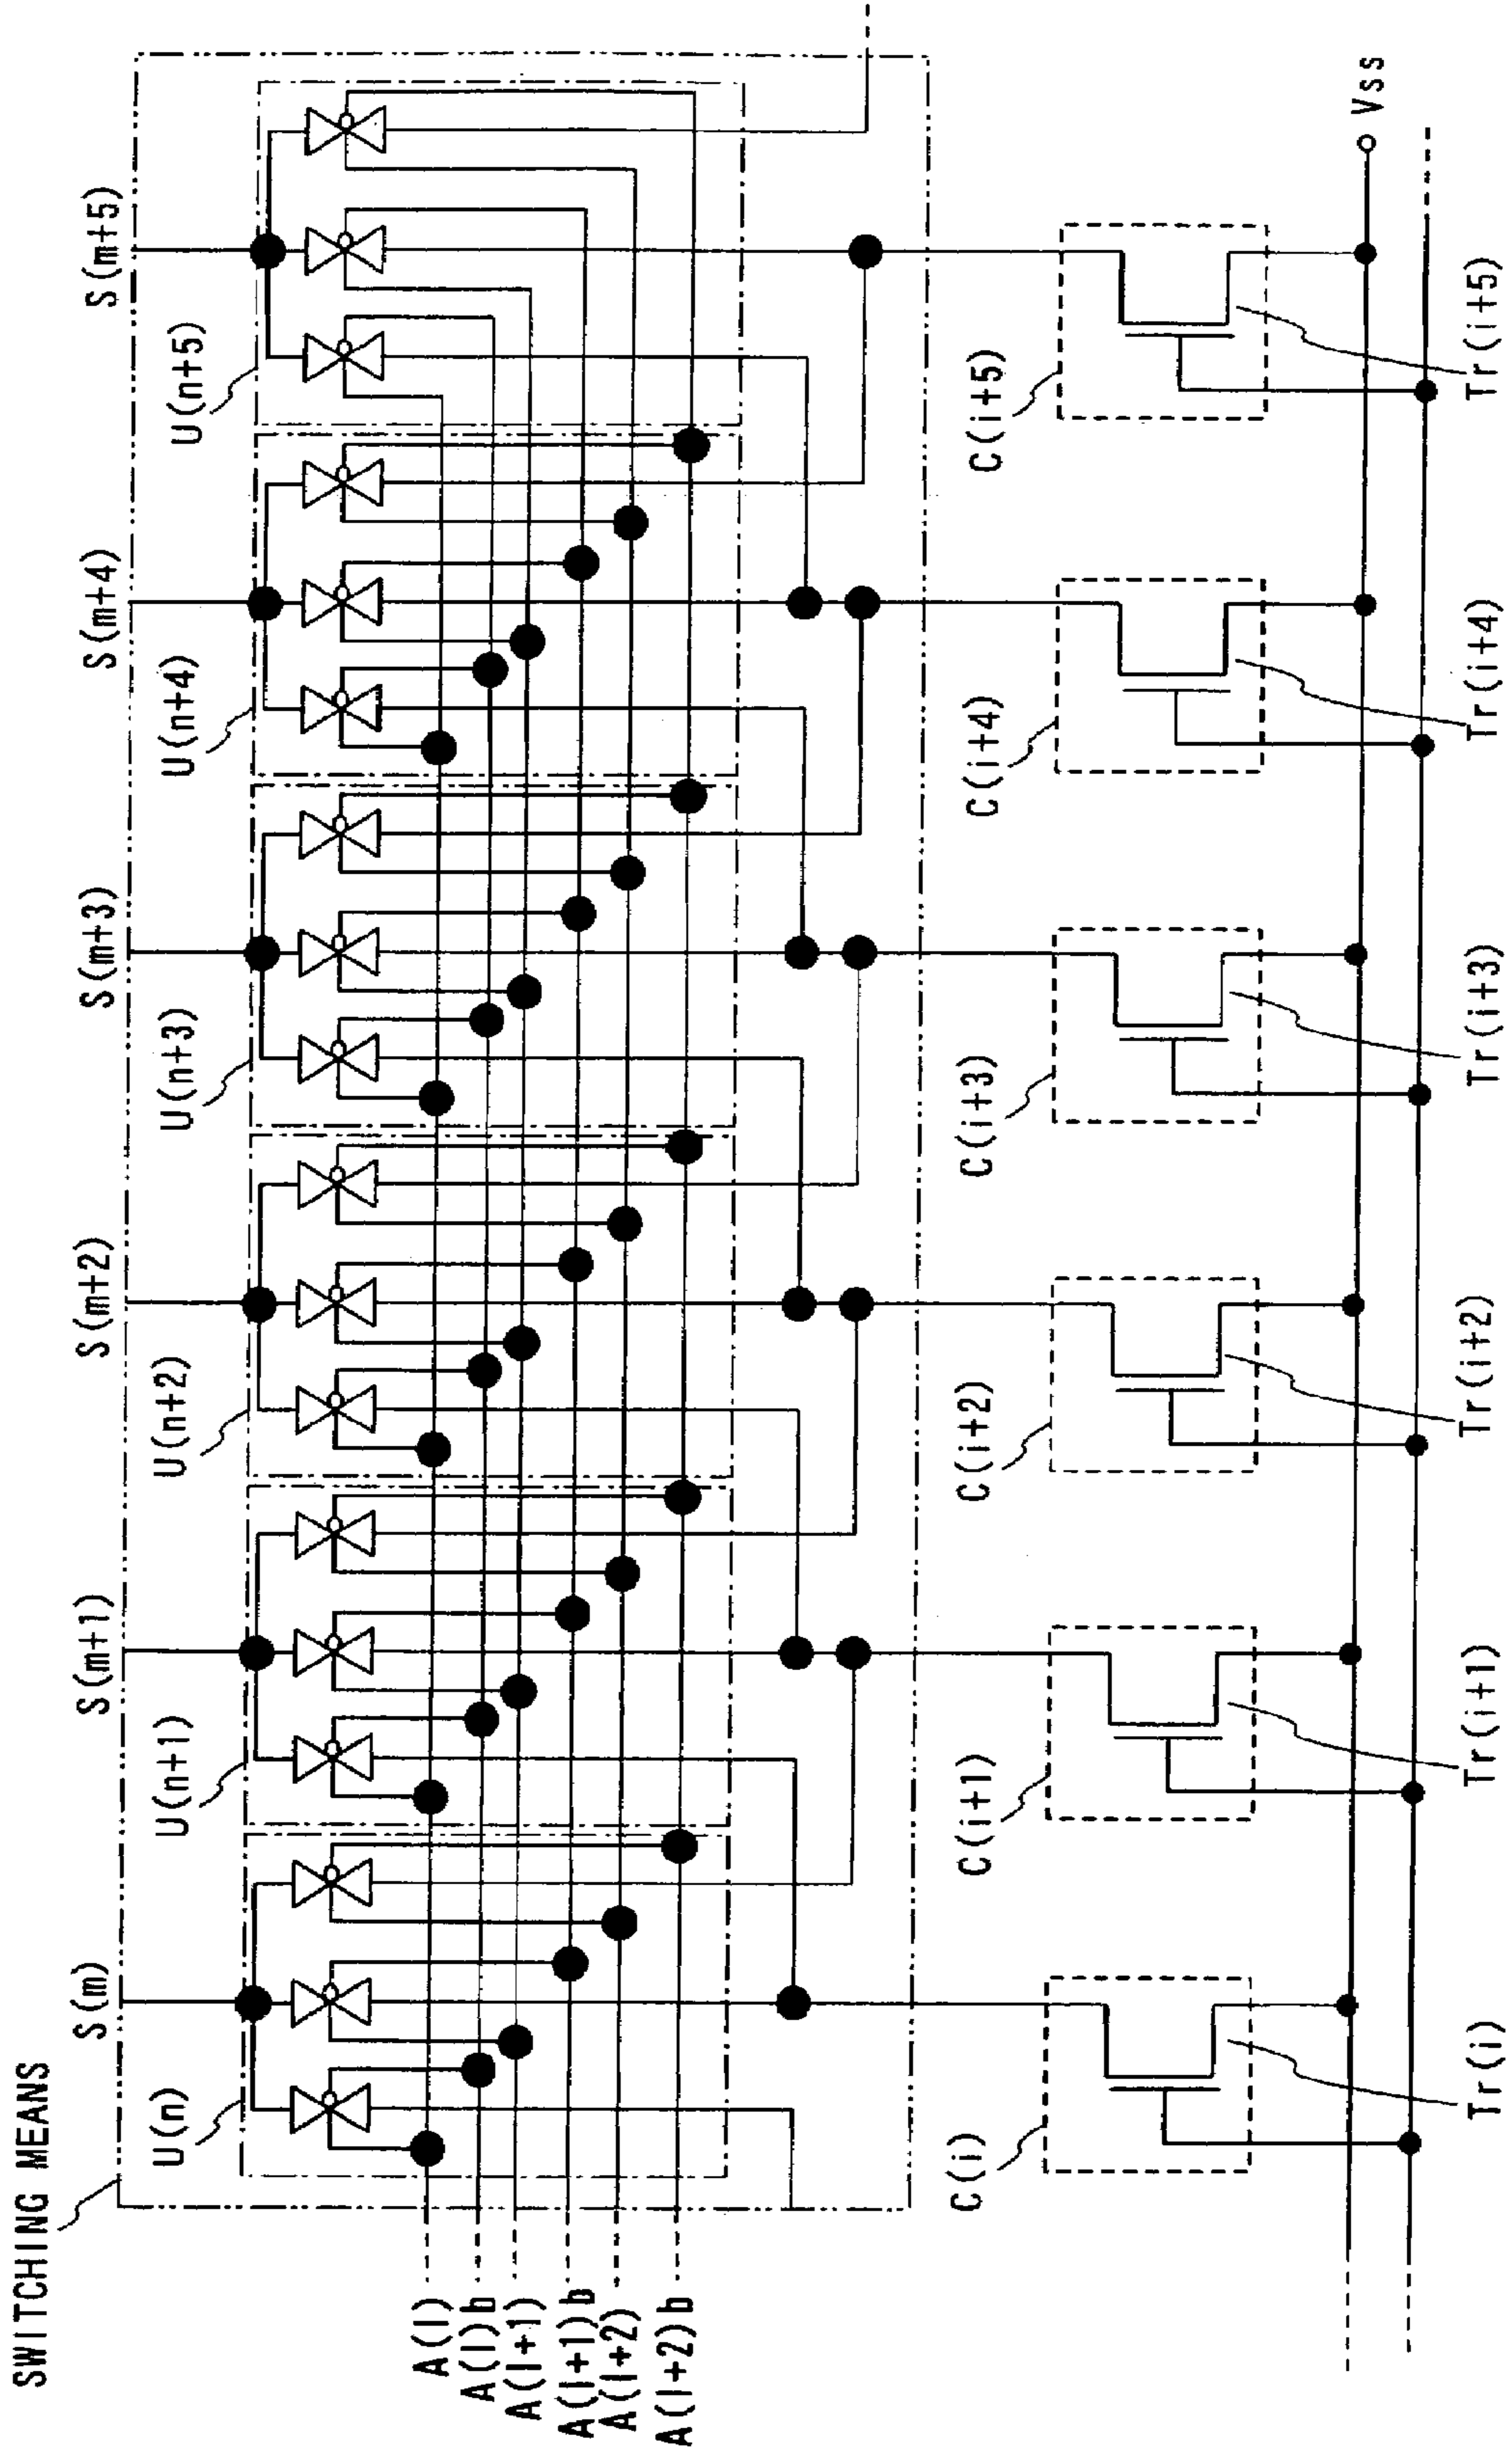 SWITCHING MEANS
S(m)
S(m+1)
S(m+2)
S(m+3)
S(m+4)
S(m+5)
U(n)
U(n+1)
U(n+2)
U(n+3)
U(n+4)
U(n+5)
A(l)
A(l)b
A(l+1)
A(l+1)b
A(l+2)
A(l+2)b
C(i)
C(i+1)
C(i+2)
C(i+3)
C(i+4)
C(i+5)
Vss
Tr(i)
Tr(i+1)
Tr(i+2)
Tr(i+3)
Tr(i+4)
Tr(i+5)